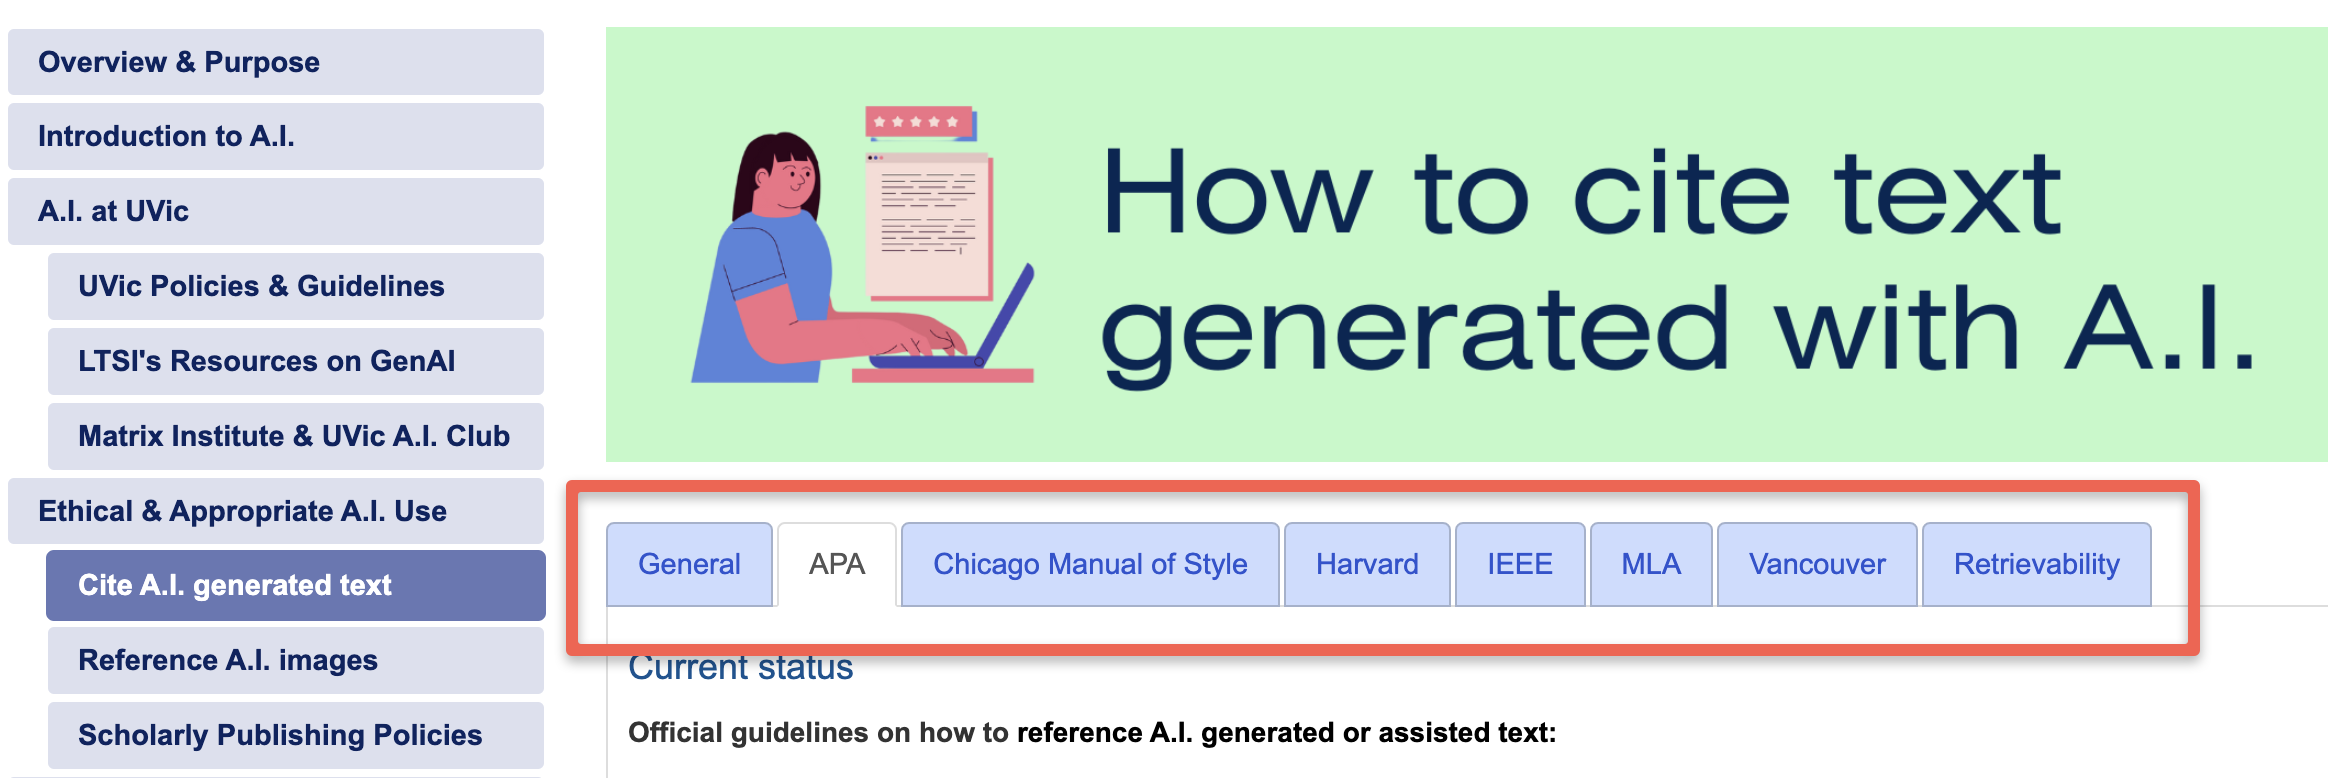 Overview & Purpose
Introduction to A.I.
A.I. at UVic
UVic Policies & Guidelines
LTSI's Resources on GenAI
Matrix Institute & UVic A.I. Club
Ethical & Appropriate A.I. Use
Cite A.I. generated text
Reference A.I. images
Scholarly Publishing Policies
How to cite text
generated with A.I.
General APA Chicago Manual of Style Harvard IEEE MLA Vancouver Retrievability
Current status
Official guidelines on how to reference A.I. generated or assisted text: